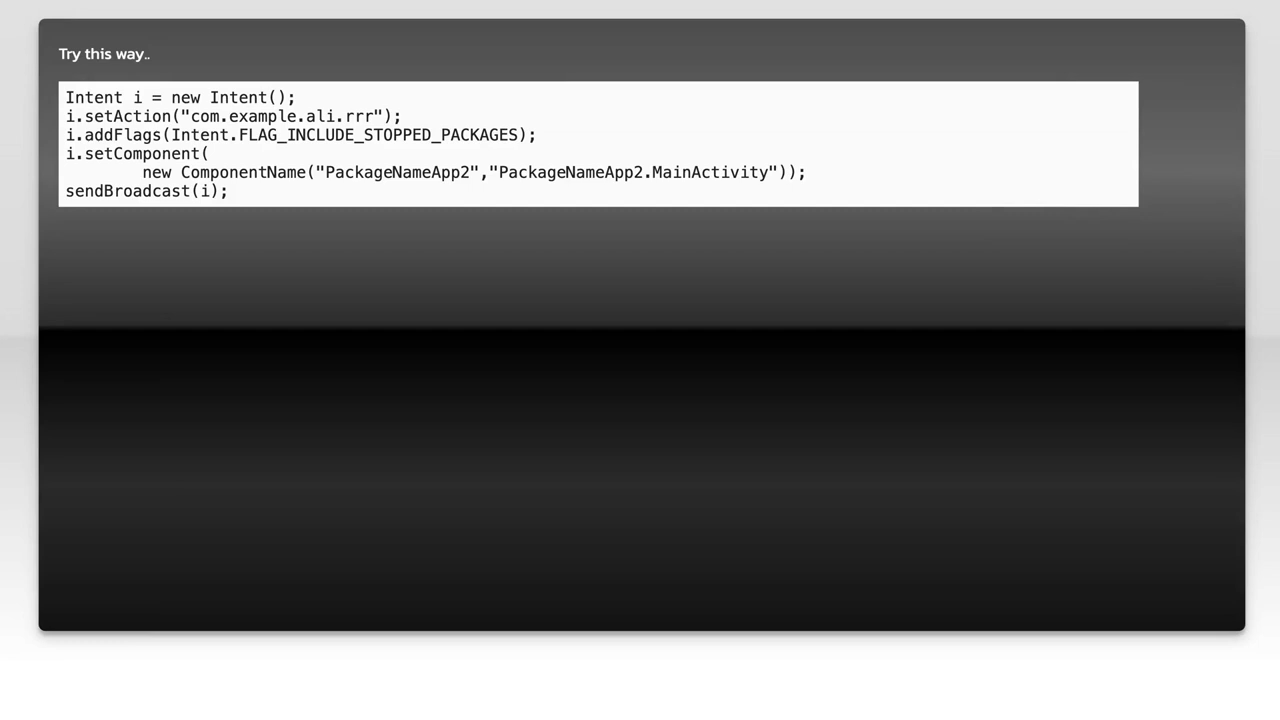 Try this way..
Intent i = new Intent();
i.setAction("com.example.ali.rrr");
i.addFlags(Intent.FLAG_INCLUDE_STOPPED_PACKAGES);
i.setComponent(
        new ComponentName("PackageNameApp2","PackageNameApp2.MainActivity"));
sendBroadcast(i);